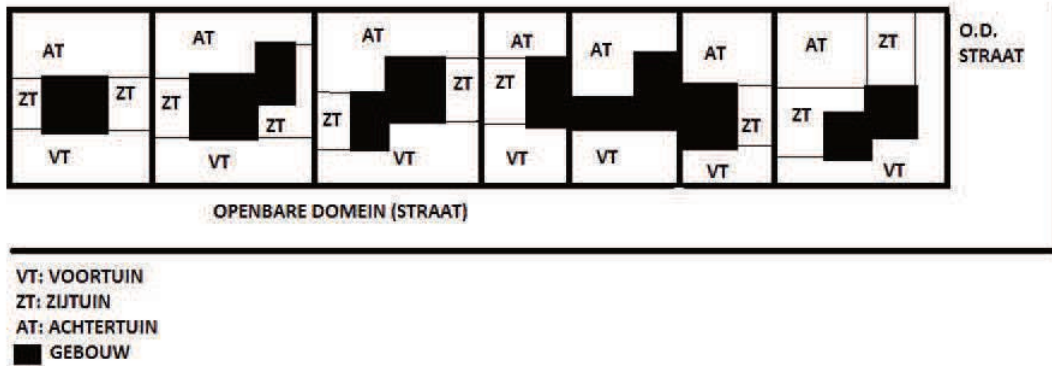 AT AT AT AT AT AT AT ZT O.D.
STRAAT
ZT ZT ZT ZT ZT ZT ZT ZT ZT
VT VT VT VT VT VT VT
OPENBARE DOMEIN (STRAAT)
VT: VOORTUIN
ZT: ZIJTUIN
AT: ACHTERTUIN
GEBOUW